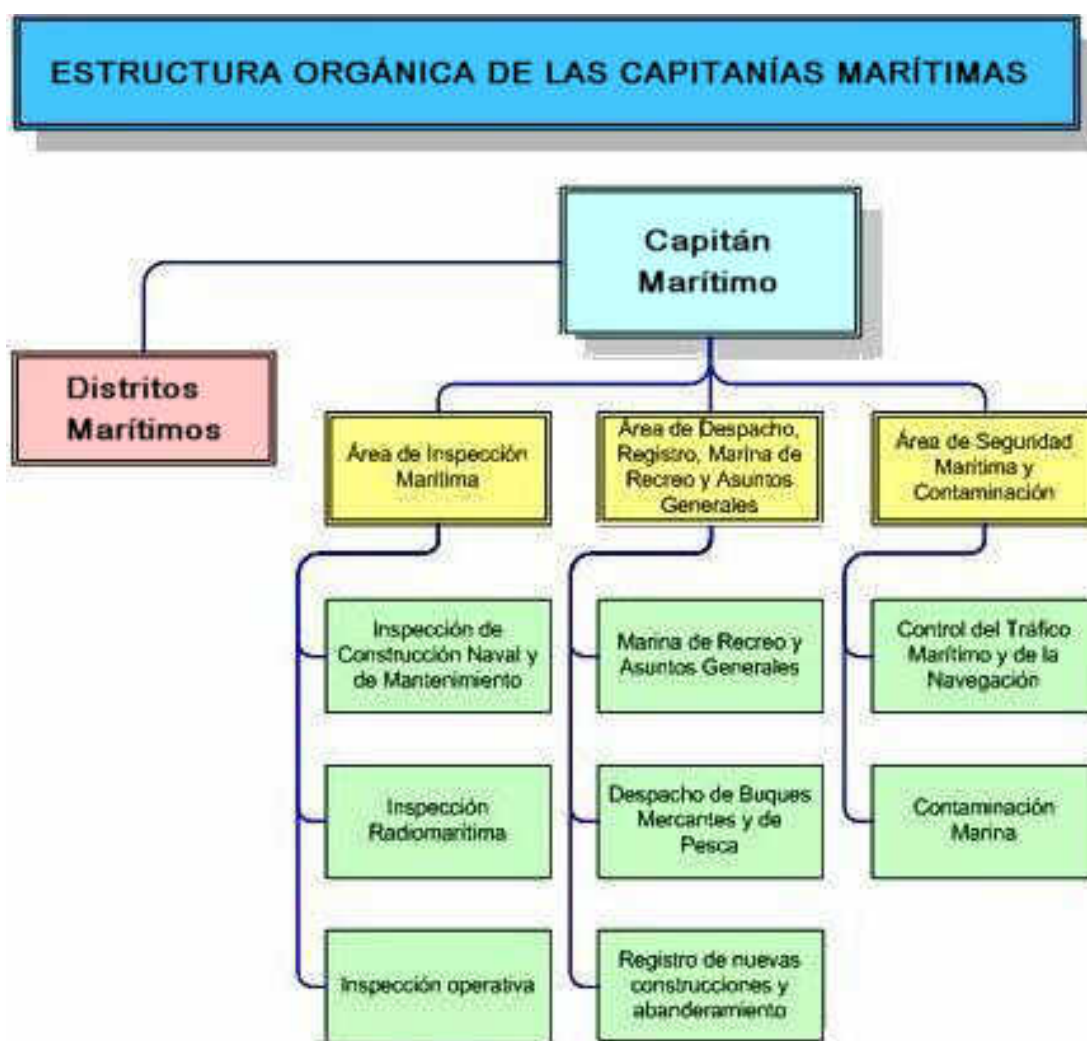 ESTRUCTURA ORGÁNICA DE LAS CAPITANÍAS MARÍTIMAS
Capitán
Marítimo
Distritos
Marítimos
Área de Inspección
Marítima
Área de Despacho,
Registro, Marina de
Recreo y Asuntos
Generales
Área de Seguridad
Marítima y
Contaminación
Inspección de
Construcción Naval y
de Mantenimiento
Marina de Recreo y
Asuntos Generales
Control del Tráfico
Marítimo y de la
Navegación
Inspección
Radiomarítima
Despacho de Buques
Mercantes y de
Pesca
Contaminación
Marina
Inspección operativa
Registro de nuevas
construcciones y
abanderamiento